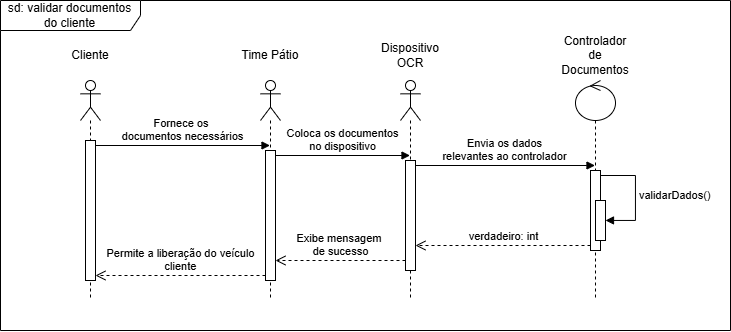 sd: validar documentos
do cliente
Cliente
Time Pátio
Dispositivo
OCR
Controlador
de
Documentos
Fornece os
documentos necessários
Coloca os documentos
no dispositivo
Envia os dados
relevantes ao controlador
validarDados()
verdadeiro: int
Exibe mensagem
de sucesso
Permite a liberação do veículo
cliente